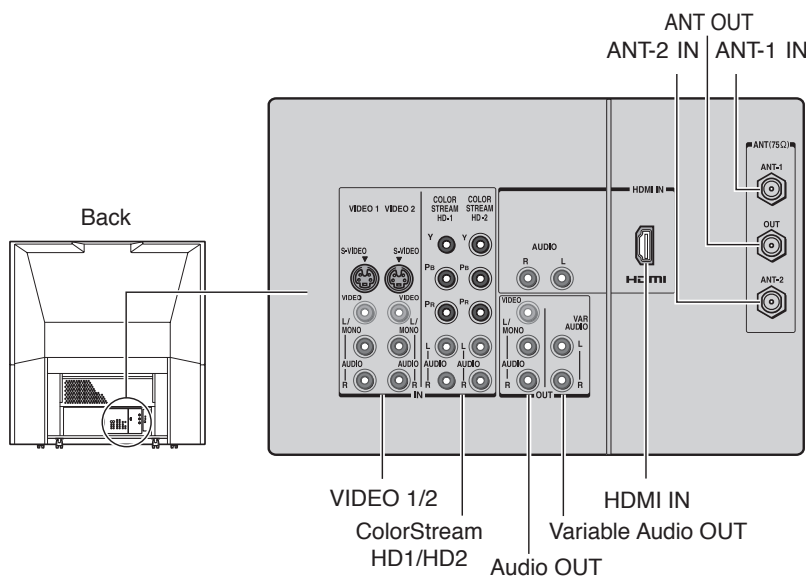 ANT OUT
ANT-2 IN ANT-1 IN
Back
ANT(75Ω)
ANT-1
OUT
ANT-2
HDMI IN
HDMI
VIDEO 1 VIDEO 2
COLOR STREAM HD-1
COLOR STREAM HD-2
S-VIDEO S-VIDEO
Y Y
PB PB
PR PR
VIDEO VIDEO
L/ MONO
L/ MONO
L L
AUDIO AUDIO AUDIO AUDIO
R R R R
IN
AUDIO
R L
VIDEO
L/ MONO
AUDIO
R
VAR AUDIO
L
R
OUT
VIDEO 1/2
ColorStream
HD1/HD2
Audio OUT
Variable Audio OUT
HDMI IN